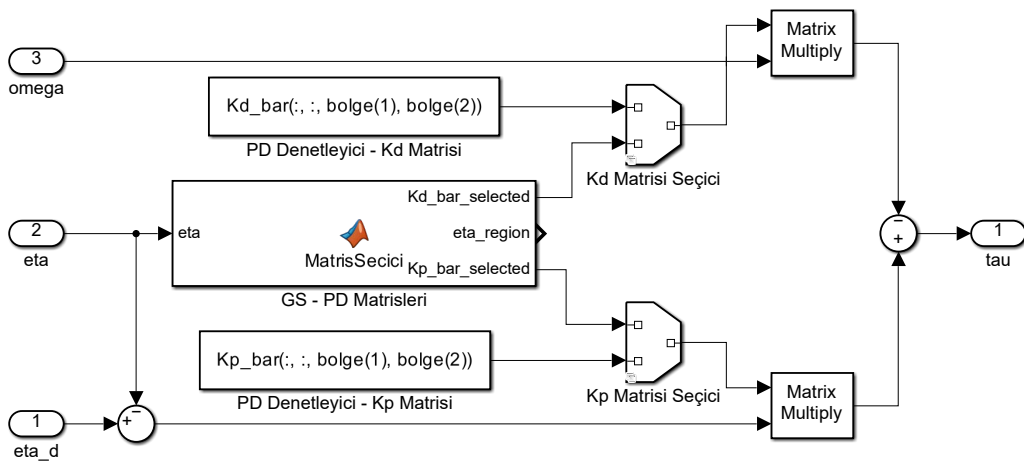 3
omega
Matrix
Multiply
Kd_bar(:, :, bolge(1), bolge(2))
PD Denetleyici - Kd Matrisi
Kd Matrisi Seçici
2
eta
eta
MatrisSecici
Kd_bar_selected
eta_region
Kp_bar_selected
GS - PD Matrisleri
−
+
1
tau
Kp_bar(:, :, bolge(1), bolge(2))
PD Denetleyici - Kp Matrisi
Kp Matrisi Seçici
Matrix
Multiply
1
eta_d
−
+